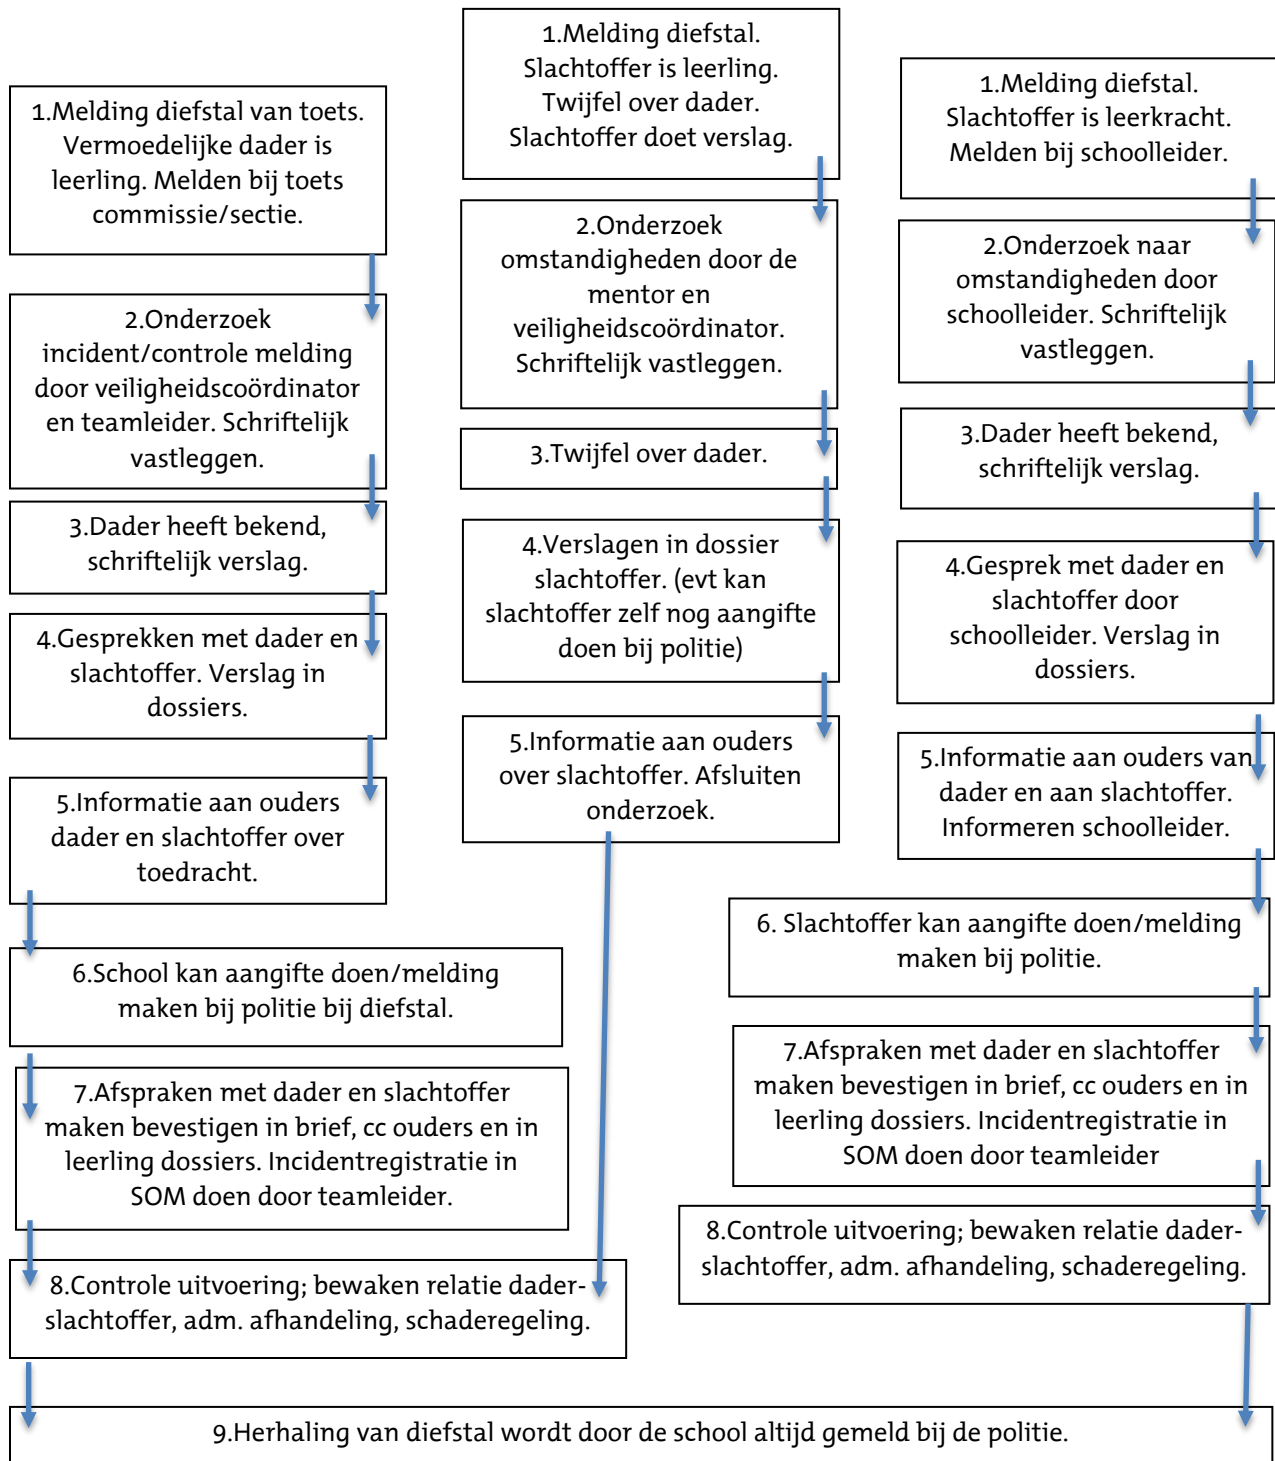 1.Melding diefstal van toets.
Vermoedelijke dader is
leerling. Melden bij toets
commissie/sectie.
2.Onderzoek
incident/controle melding
door veiligheidscoördinator
en teamleider. Schriftelijk
vastleggen.
3.Dader heeft bekend,
schriftelijk verslag.
4.Gesprekken met dader en
slachtoffer. Verslag in
dossiers.
5.Informatie aan ouders
dader en slachtoffer over
toedracht.
6.School kan aangifte doen/melding
maken bij politie bij diefstal.
7.Afspraken met dader en slachtoffer
maken bevestigen in brief, cc ouders en in
leerling dossiers. Incidentregistratie in
SOM doen door teamleider.
8.Controle uitvoering; bewaken relatie dader-
slachtoffer, adm. afhandeling, schaderegeling.
1.Melding diefstal.
Slachtoffer is leerling.
Twijfel over dader.
Slachtoffer doet verslag.
2.Onderzoek
omstandigheden door de
mentor en
veiligheidscoördinator.
Schriftelijk vastleggen.
3.Twijfel over dader.
4.Verslagen in dossier
slachtoffer. (evt kan
slachtoffer zelf nog aangifte
doen bij politie)
5.Informatie aan ouders
over slachtoffer. Afsluiten
onderzoek.
1.Melding diefstal.
Slachtoffer is leerkracht.
Melden bij schoolleider.
2.Onderzoek naar
omstandigheden door
schoolleider. Schriftelijk
vastleggen.
3.Dader heeft bekend,
schriftelijk verslag.
4.Gesprek met dader en
slachtoffer door
schoolleider. Verslag in
dossiers.
5.Informatie aan ouders van
dader en aan slachtoffer.
Informeren schoolleider.
6. Slachtoffer kan aangifte doen/melding
maken bij politie.
7.Afspraken met dader en slachtoffer
maken bevestigen in brief, cc ouders en in
leerling dossiers. Incidentregistratie in
SOM doen door teamleider
8.Controle uitvoering; bewaken relatie dader-
slachtoffer, adm. afhandeling, schaderegeling.
9.Herhaling van diefstal wordt door de school altijd gemeld bij de politie.